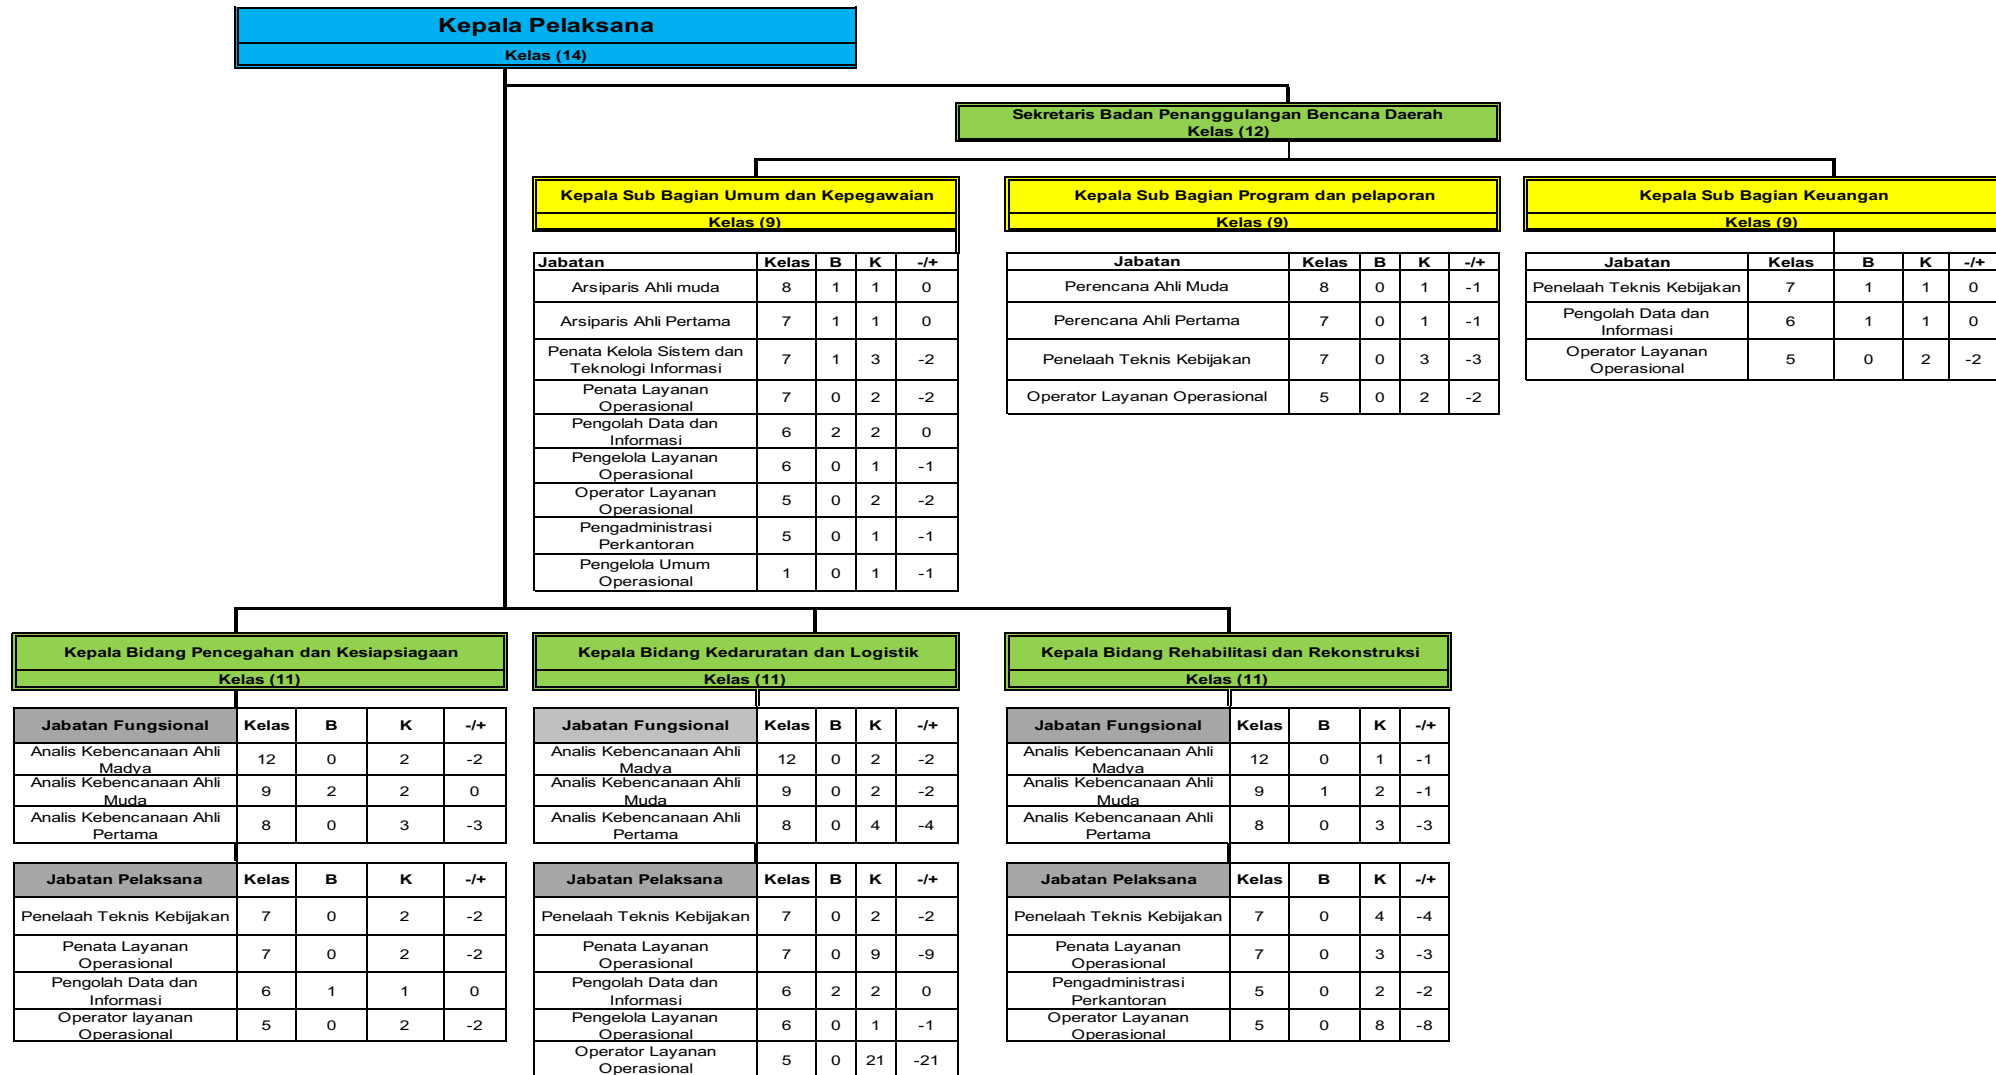 Kepala Pelaksana
Kelas (14)
Sekretaris Badan Penanggulangan Bencana Daerah
Kelas (12)
Kepala Sub Bagian Umum dan Kepegawaian
Kelas (9)
Jabatan Kelas B K -/+
Arsiparis Ahli muda 8 1 1 0
Arsiparis Ahli Pertama 7 1 1 0
Penata Kelola Sistem dan
Teknologi Informasi 7 1 3 -2
Penata Layanan
Operasional 7 0 2 -2
Pengolah Data dan
Informasi 6 2 2 0
Pengelola Layanan
Operasional 6 0 1 -1
Operator Layanan
Operasional 5 0 2 -2
Pengadministrasi
Perkantoran 5 0 1 -1
Pengelola Umum
Operasional 1 0 1 -1
Kepala Sub Bagian Program dan pelaporan
Kelas (9)
Jabatan Kelas B K -/+
Perencana Ahli Muda 8 0 1 -1
Perencana Ahli Pertama 7 0 1 -1
Penelaah Teknis Kebijakan 7 0 3 -3
Operator Layanan Operasional 5 0 2 -2
Kepala Sub Bagian Keuangan
Kelas (9)
Jabatan Kelas B K -/+
Penelaah Teknis Kebijakan 7 1 1 0
Pengolah Data dan
Informasi 6 1 1 0
Operator Layanan
Operasional 5 0 2 -2
Kepala Bidang Pencegahan dan Kesiapsiagaan
Kelas (11)
Jabatan Fungsional Kelas B K -/+
Analis Kebencanaan Ahli
Madya 12 0 2 -2
Analis Kebencanaan Ahli
Muda 9 2 2 0
Analis Kebencanaan Ahli
Pertama 8 0 3 -3
Jabatan Pelaksana Kelas B K -/+
Penelaah Teknis Kebijakan 7 0 2 -2
Penata Layanan
Operasional 7 0 2 -2
Pengolah Data dan
Informasi 6 1 1 0
Operator layanan
Operasional 5 0 2 -2
Kepala Bidang Kedaruratan dan Logistik
Kelas (11)
Jabatan Fungsional Kelas B K -/+
Analis Kebencanaan Ahli
Madya 12 0 2 -2
Analis Kebencanaan Ahli
Muda 9 0 2 -2
Analis Kebencanaan Ahli
Pertama 8 0 4 -4
Jabatan Pelaksana Kelas B K -/+
Penelaah Teknis Kebijakan 7 0 2 -2
Penata Layanan
Operasional 7 0 9 -9
Pengolah Data dan
Informasi 6 2 2 0
Pengelola Layanan
Operasional 6 0 1 -1
Operator Layanan
Operasional 5 0 21 -21
Kepala Bidang Rehabilitasi dan Rekonstruksi
Kelas (11)
Jabatan Fungsional Kelas B K -/+
Analis Kebencanaan Ahli
Madya 12 0 1 -1
Analis Kebencanaan Ahli
Muda 9 1 2 -1
Analis Kebencanaan Ahli
Pertama 8 0 3 -3
Jabatan Pelaksana Kelas B K -/+
Penelaah Teknis Kebijakan 7 0 4 -4
Penata Layanan
Operasional 7 0 3 -3
Pengadministrasi
Perkantoran 5 0 2 -2
Operator Layanan
Operasional 5 0 8 -8